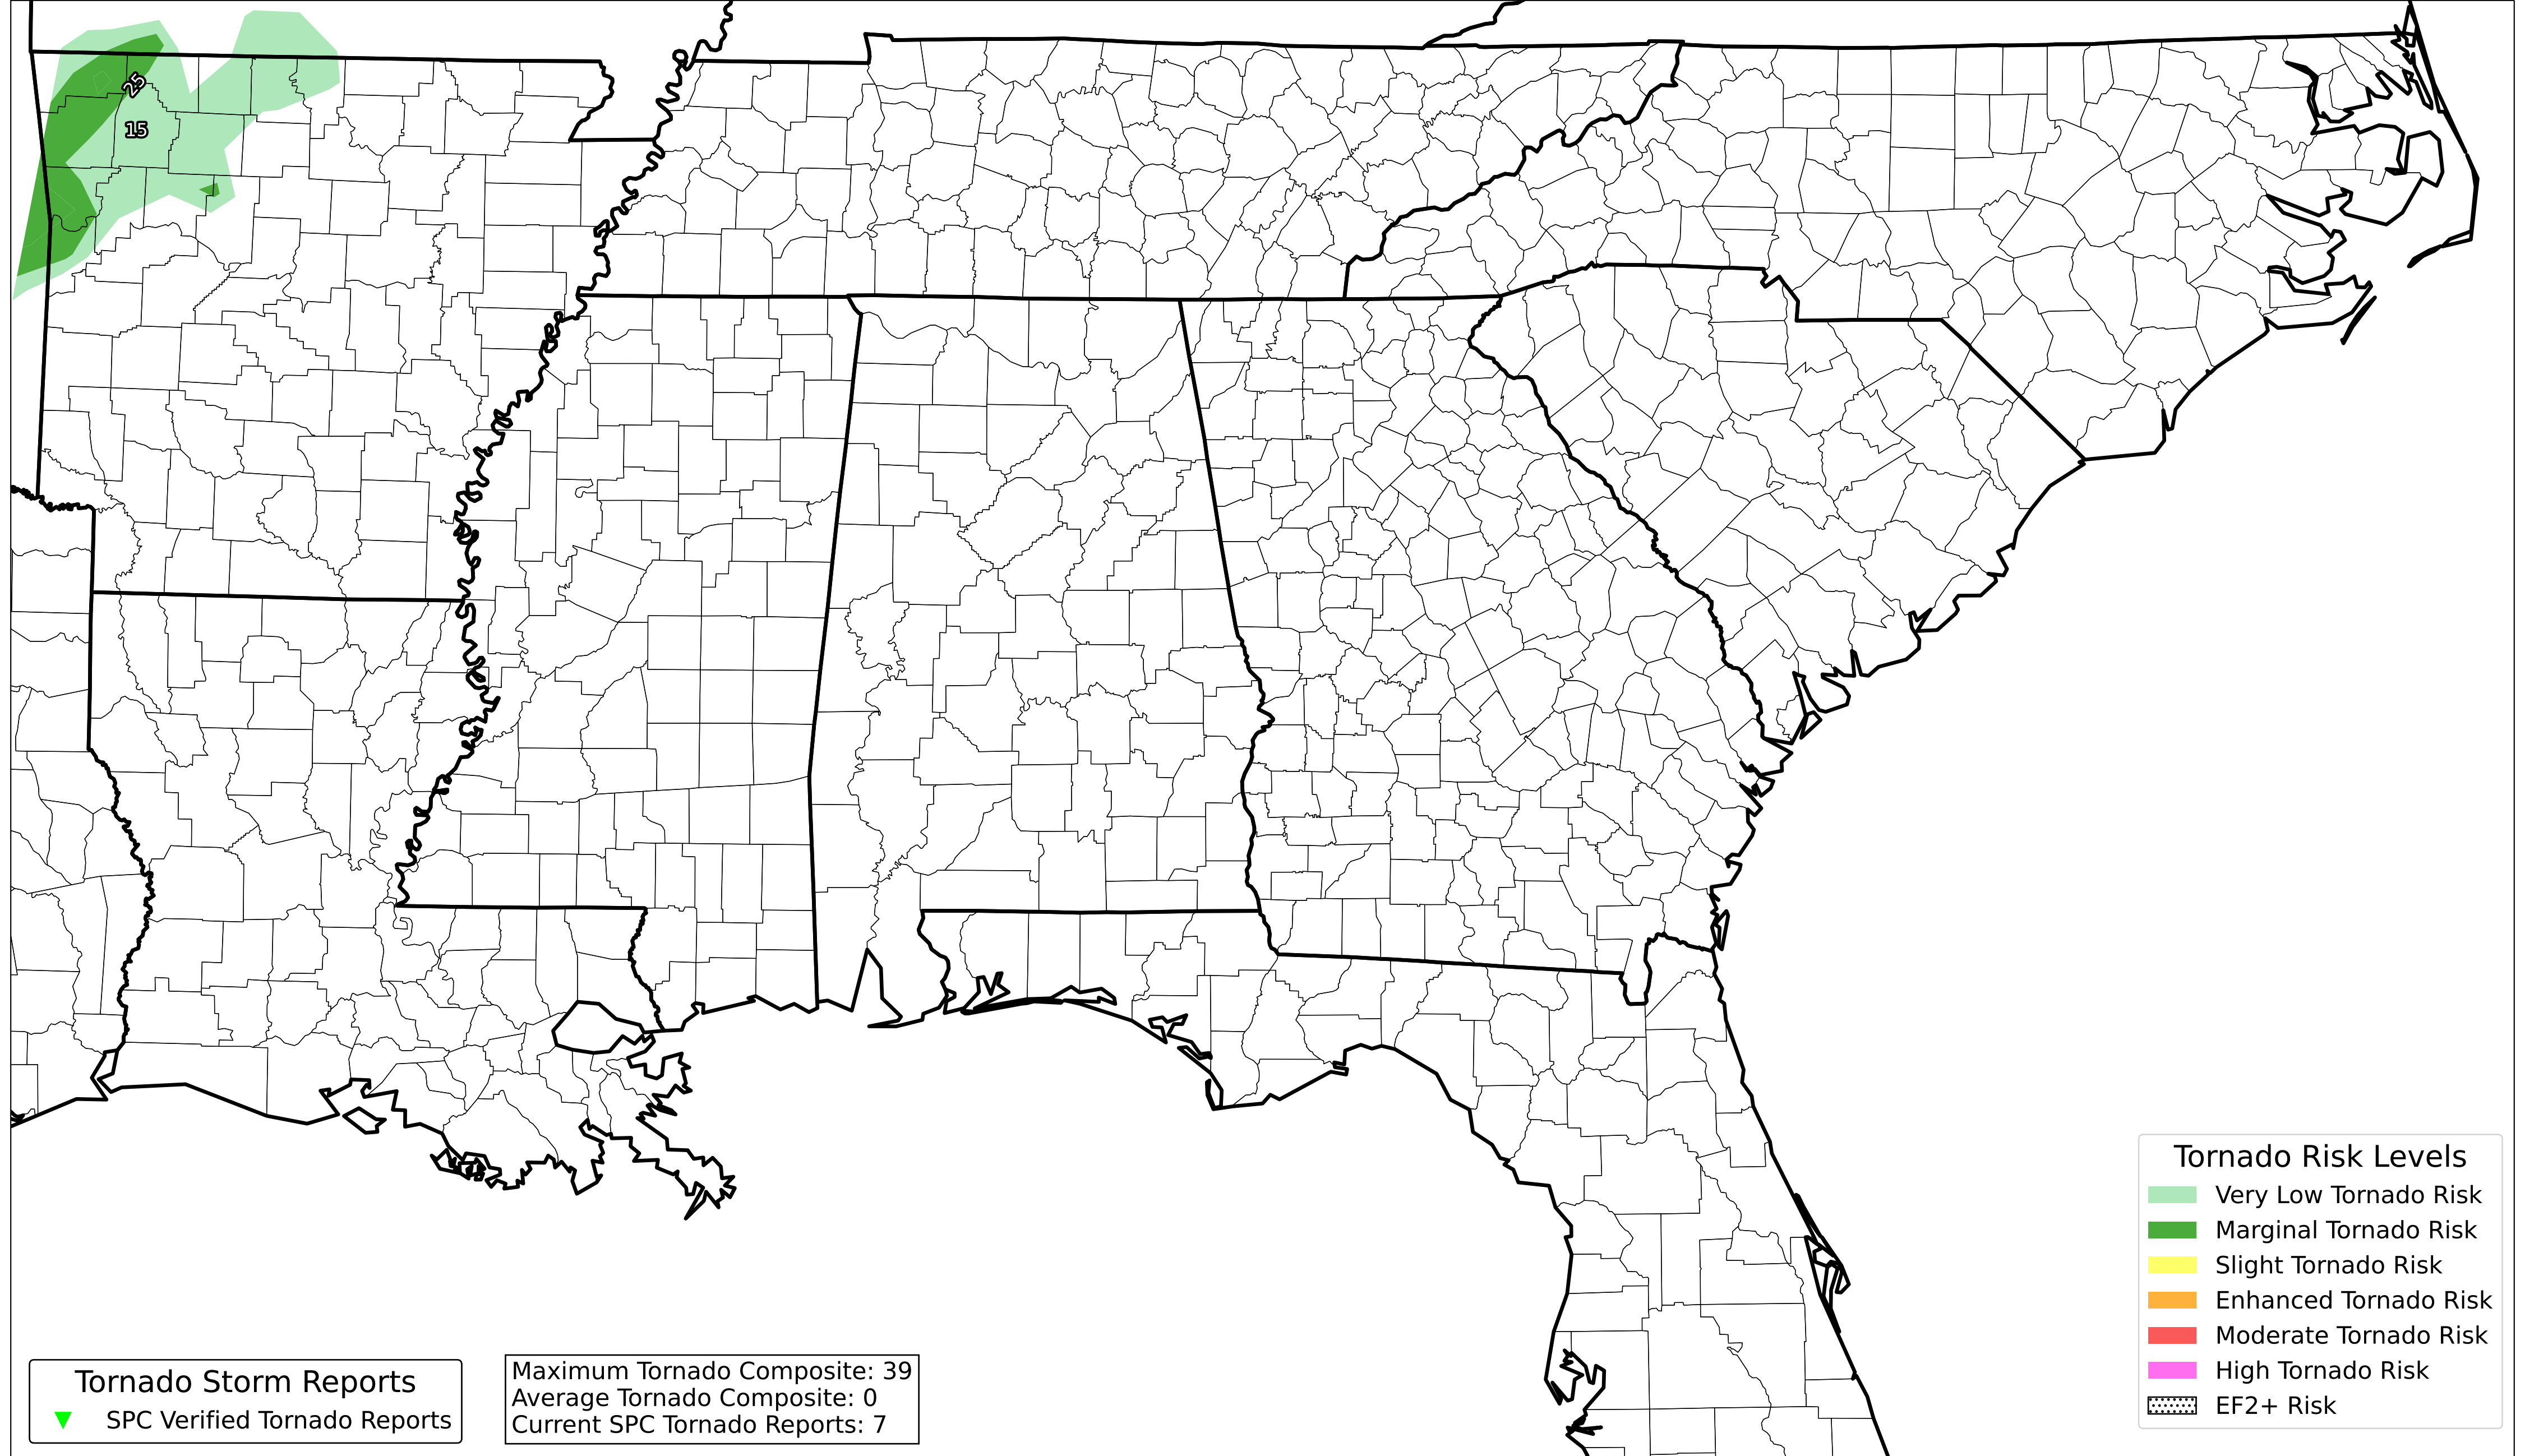 25
15
Tornado Storm Reports
SPC Verified Tornado Reports
Maximum Tornado Composite: 39
Average Tornado Composite: 0
Current SPC Tornado Reports: 7
Tornado Risk Levels
Very Low Tornado Risk
Marginal Tornado Risk
Slight Tornado Risk
Enhanced Tornado Risk
Moderate Tornado Risk
High Tornado Risk
EF2+ Risk